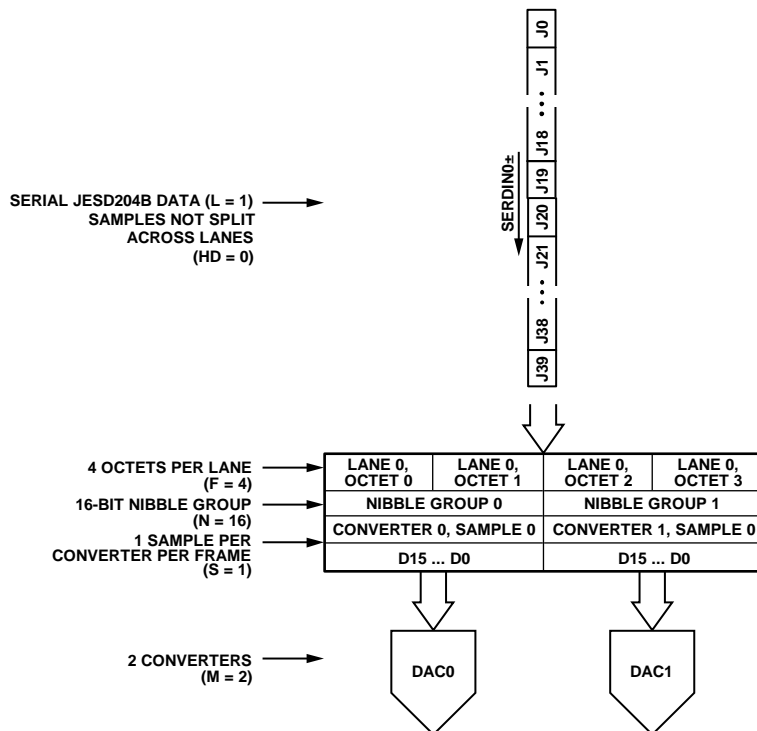 J0
J1
J18
J19
J20
J21
J38
J39
SERDIN0±
SERIAL JESD204B DATA (L = 1)
SAMPLES NOT SPLIT
ACROSS LANES
(HD = 0)
4 OCTETS PER LANE
(F = 4)
LANE 0,
OCTET 0
LANE 0,
OCTET 1
LANE 0,
OCTET 2
LANE 0,
OCTET 3
16-BIT NIBBLE GROUP
(N = 16)
NIBBLE GROUP 0
NIBBLE GROUP 1
1 SAMPLE PER
CONVERTER PER FRAME
(S = 1)
CONVERTER 0, SAMPLE 0
CONVERTER 1, SAMPLE 0
D15 ... D0
D15 ... D0
2 CONVERTERS
(M = 2)
DAC0
DAC1